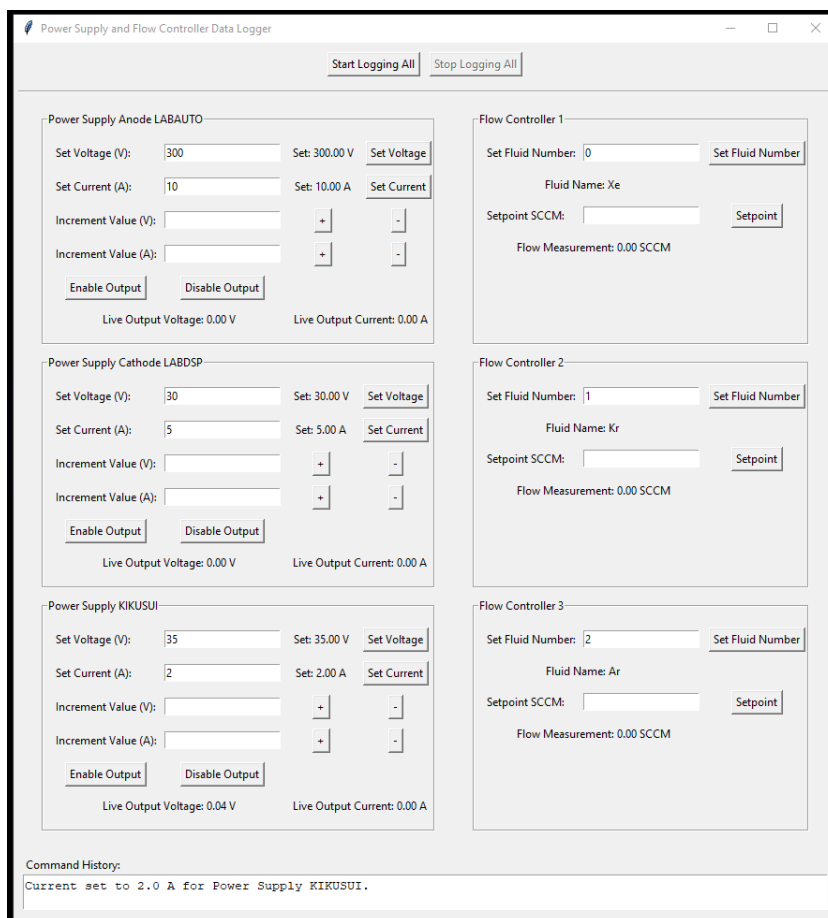 Power Supply and Flow Controller Data Logger
Start Logging All Stop Logging All
Power Supply Anode LABAUTO
Set Voltage (V): 300 Set: 300.00 V Set Voltage
Set Current (A): 10 Set: 10.00 A Set Current
Increment Value (V): + -
Increment Value (A): + -
Enable Output Disable Output
Live Output Voltage: 0.00 V Live Output Current: 0.00 A
Flow Controller 1
Set Fluid Number: 0 Set Fluid Number
Fluid Name: Xe
Setpoint SCCM: Setpoint
Flow Measurement: 0.00 SCCM
Power Supply Cathode LABDSP
Set Voltage (V): 30 Set: 30.00 V Set Voltage
Set Current (A): 5 Set: 5.00 A Set Current
Increment Value (V): + -
Increment Value (A): + -
Enable Output Disable Output
Live Output Voltage: 0.00 V Live Output Current: 0.00 A
Flow Controller 2
Set Fluid Number: 1 Set Fluid Number
Fluid Name: Kr
Setpoint SCCM: Setpoint
Flow Measurement: 0.00 SCCM
Power Supply KIKUSUI
Set Voltage (V): 35 Set: 35.00 V Set Voltage
Set Current (A): 2 Set: 2.00 A Set Current
Increment Value (V): + -
Increment Value (A): + -
Enable Output Disable Output
Live Output Voltage: 0.04 V Live Output Current: 0.00 A
Flow Controller 3
Set Fluid Number: 2 Set Fluid Number
Fluid Name: Ar
Setpoint SCCM: Setpoint
Flow Measurement: 0.00 SCCM
Command History:
Current set to 2.0 A for Power Supply KIKUSUI.